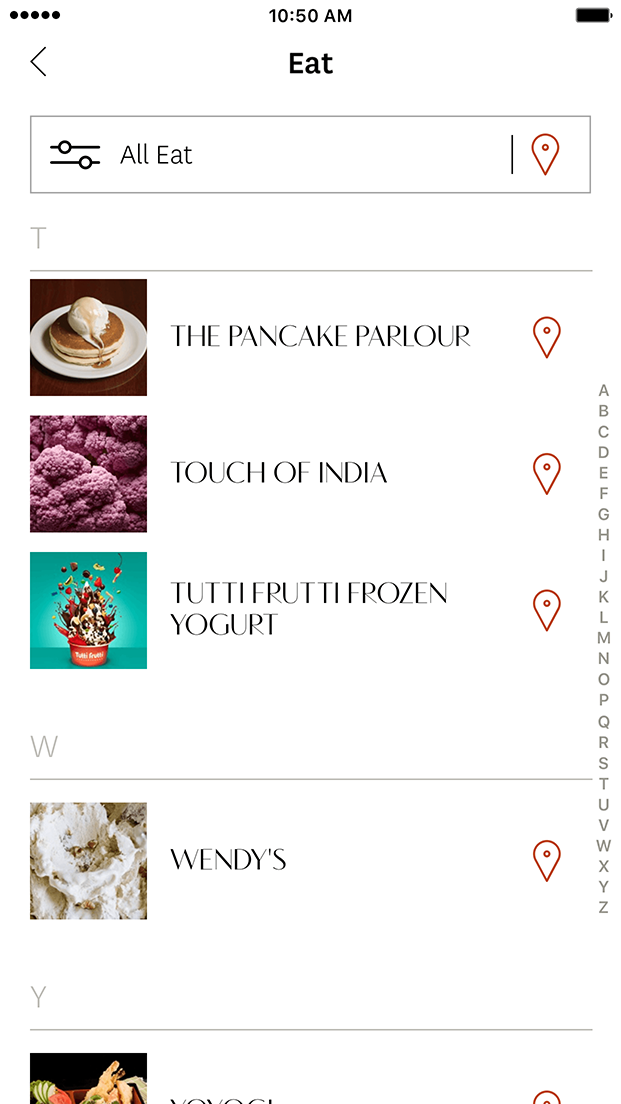 10:50 AM
Eat
All Eat
T
THE PANCAKE PARLOUR
TOUCH OF INDIA
Tutti frutti
TUTTI FRUTTI FROZEN
YOGURT
W
WENDY'S
Y
A
B
C
D
E
F
G
H
I
J
K
L
M
N
O
P
Q
R
S
T
U
V
W
X
Y
Z